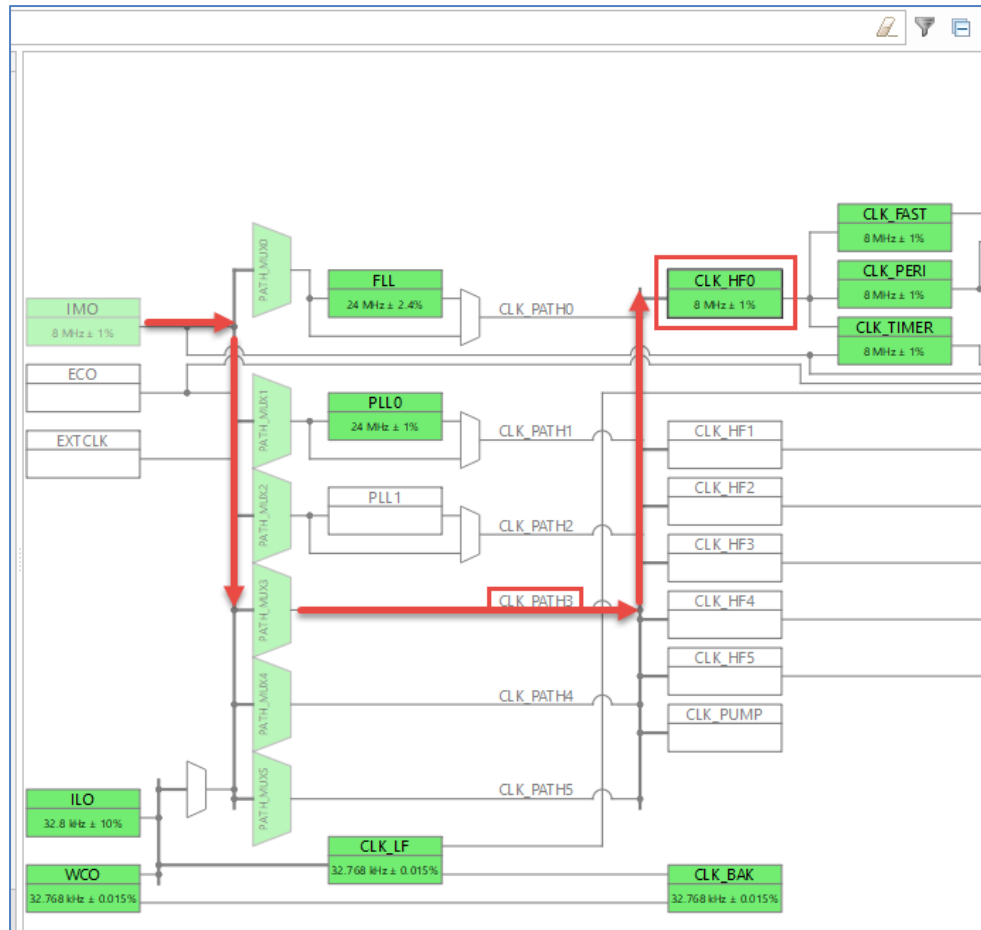 PATH_MUX0
FLL
24 MHz ± 2.4%
CLK_PATH0
IMO
8 MHz ± 1%
ECO
EXTCLK
CLK_HF0
8 MHz ± 1%
CLK_FAST
8 MHz ± 1%
CLK_PERI
8 MHz ± 1%
CLK_TIMER
8 MHz ± 1%
PATH_MUX1
PLL0
24 MHz ± 1%
CLK_PATH1
CLK_HF1
PATH_MUX2
PLL1
CLK_PATH2
CLK_HF2
CLK_HF3
PATH_MUX3
CLK_PATH3
CLK_HF4
CLK_HF5
PATH_MUX4
CLK_PATH4
CLK_PUMP
PATH_MUX5
CLK_PATH5
ILO
32.8 kHz ± 10%
WCO
32.768 kHz ± 0.015%
CLK_LF
32.768 kHz ± 0.015%
CLK_BAK
32.768 kHz ± 0.015%